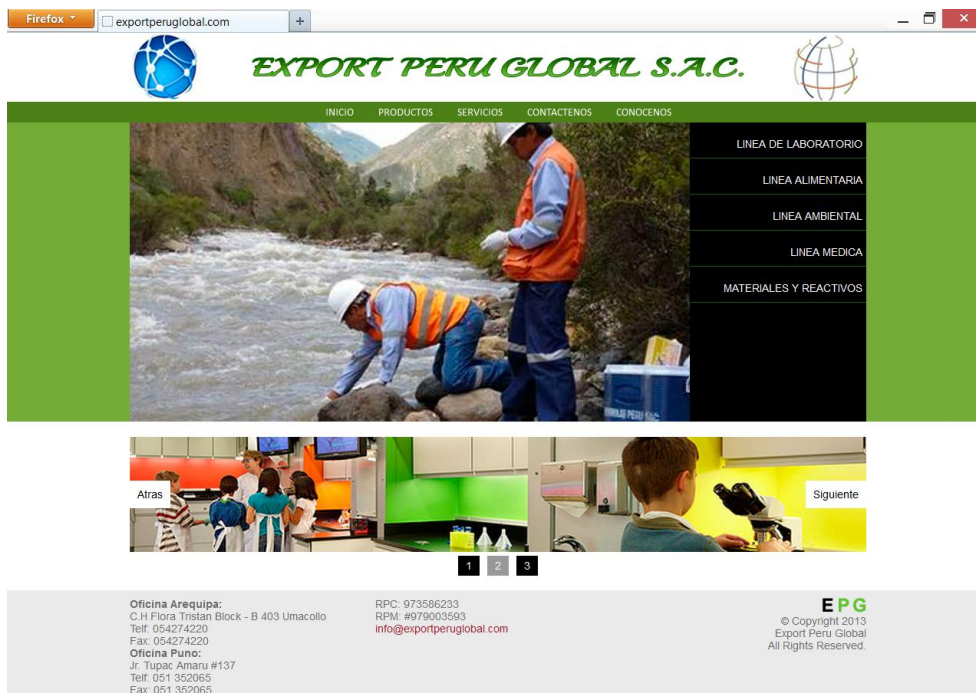 Firefox
exportperuglobal.com
EXPORT PERU GLOBAL S.A.C.
INICIO PRODUCTOS SERVICIOS CONTACTENOS CONOCENOS
LINEA DE LABORATORIO
LINEA ALIMENTARIA
LINEA AMBIENTAL
LINEA MEDICA
MATERIALES Y REACTIVOS
Atras
Siguiente
1 2 3
Oficina Arequipa:
C.H Flora Tristan Block - B 403 Umacollo
Telf: 054274220
Fax: 054274220
Oficina Puno:
Jr. Tupac Amaru #137
Telf: 051 352065
Fax: 051 352065
RPC: 973586233
RPM: #979003593
info@exportperuglobal.com
EPG
© Copyright 2013
Export Peru Global
All Rights Reserved.